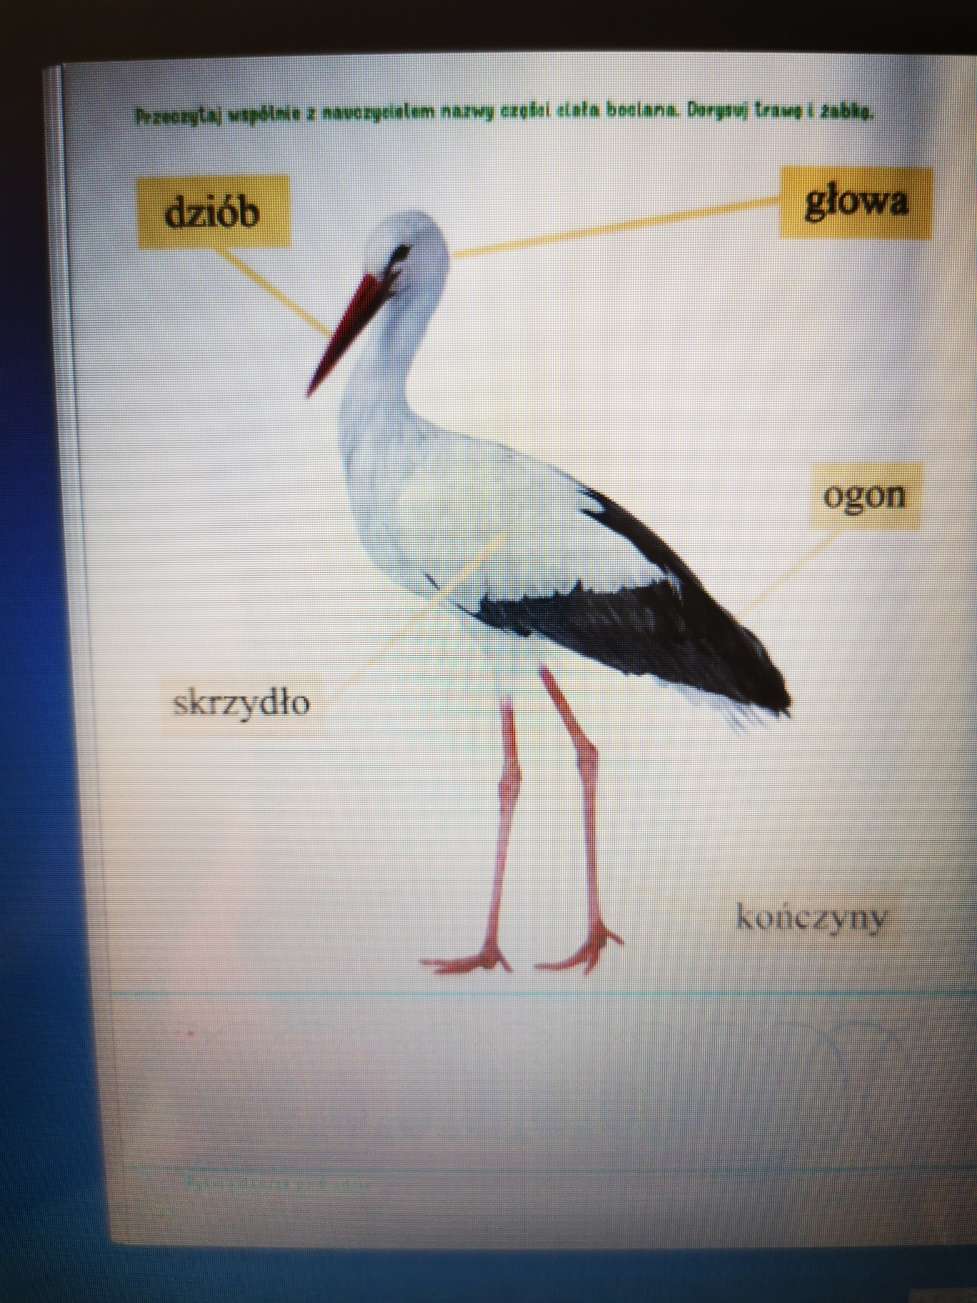 Przeczytaj wspólnie z nauczycielem nazwy części ciała bociana. Dorysuj trawę i żabkę.
dziób
głowa
ogon
skrzydło
kończyny